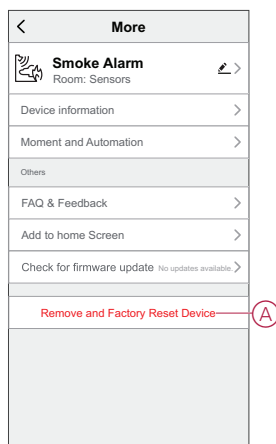 More
Smoke Alarm
Room: Sensors
Device information
Moment and Automation
Others
FAQ & Feedback
Add to home Screen
Check for firmware update No updates available.
Remove and Factory Reset Device
A